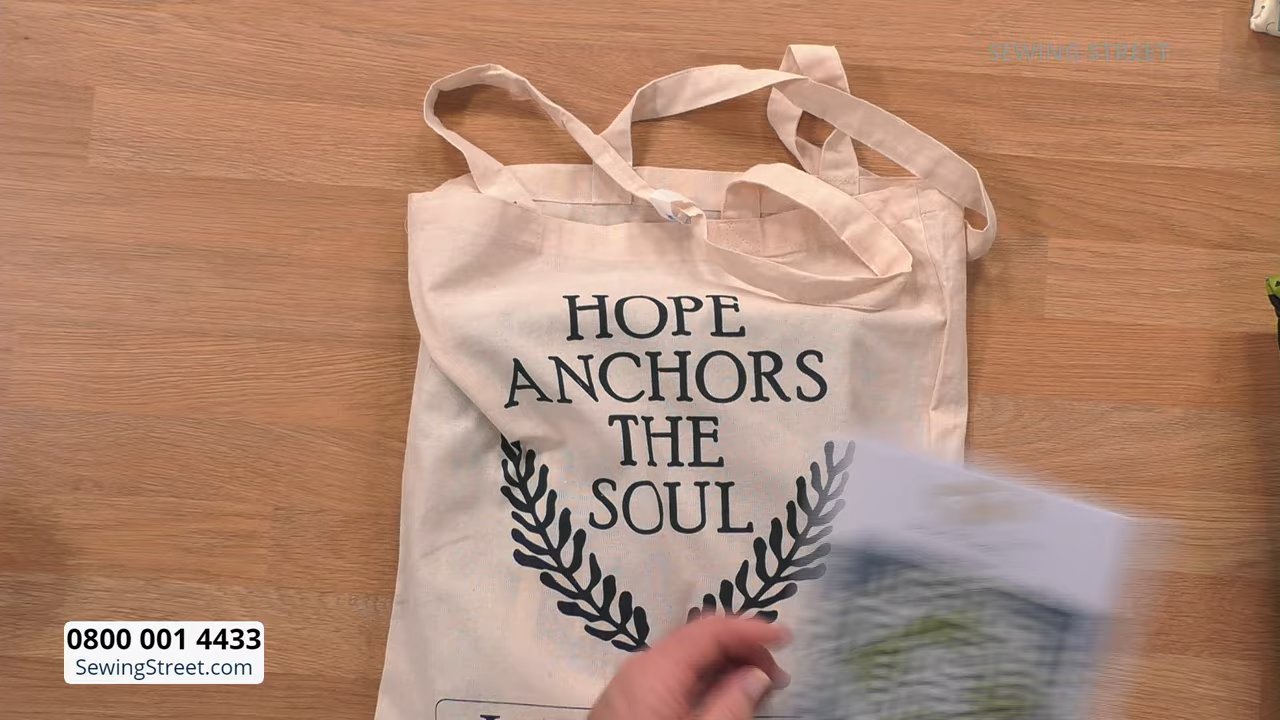 SEWING STREET
HOPE
ANCHORS
THE
SOUL
0800 001 4433
SewingStreet.com